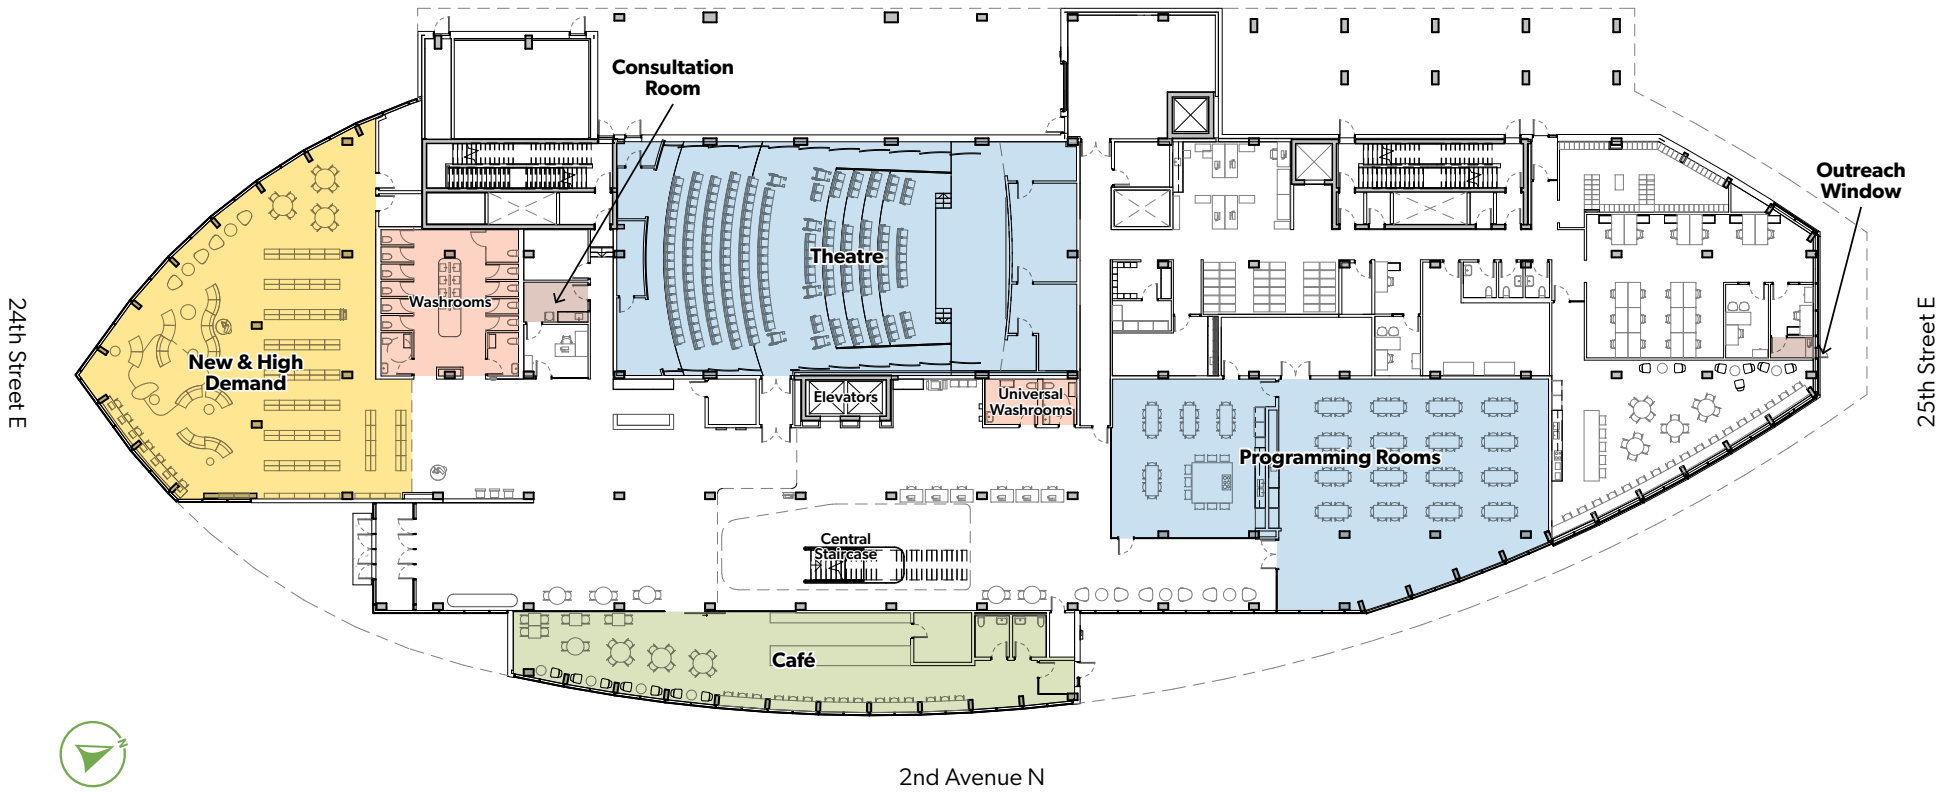 Consultation
Room
Outreach
Window
Theatre
Washrooms
24th Street E
25th Street E
New & High
Demand
Elevators
Universal
Washrooms
Programming Rooms
Central
Staircase
Café
N
2nd Avenue N